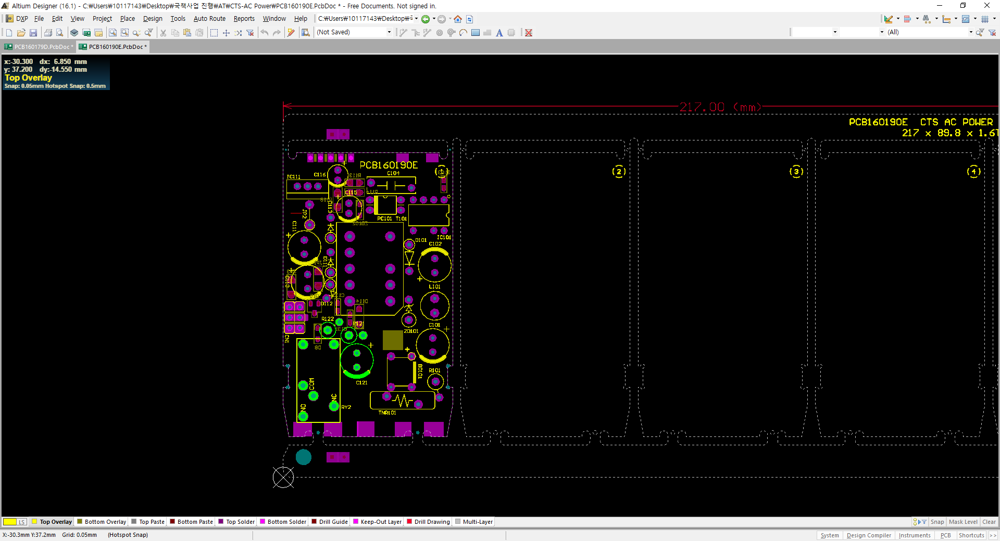 Altium Designer (16.1) - C:₩Users₩10117143₩Desktop₩국책사업 진행₩AT₩CTS-AC Power₩PCB160190E.PcbDoc * - Free Documents. Not signed in.
DXP File Edit View Project Place Design Tools Auto Route Reports Window Help C:₩Users₩10117143₩Desktop₩
(Not Saved) (All)
PCB160179D.PcbDoc * PCB160190E.PcbDoc *
x:-30.300 dx: 6.850 mm
y: 37.200 dy:-14.550 mm
Top Overlay
Snap: 0.05mm Hotspot Snap: 0.5mm
217.00 (mm)
PCB160190E CTS AC POWER
217 x 89.8 x 1.6T
PCB160190E
(1) (2) (3) (4)
C104
C116
R113
IC111
C115
D113
JP2
PC101 T101
ZD102
C111
IC101
D101
C102
D111
JP1
L101
D112
D114
R122
R121
C101
ZD101
CN1
D8
BD101
R101
C121
COM
NO
NC
RY2
TNR101
LS Top Overlay Bottom Overlay Top Paste Bottom Paste Top Solder Bottom Solder Drill Guide Keep-Out Layer Drill Drawing Multi-Layer Snap Mask Level Clear
X:-30.3mm Y:37.2mm Grid: 0.05mm (Hotspot Snap) System Design Compiler Instruments PCB Shortcuts >>